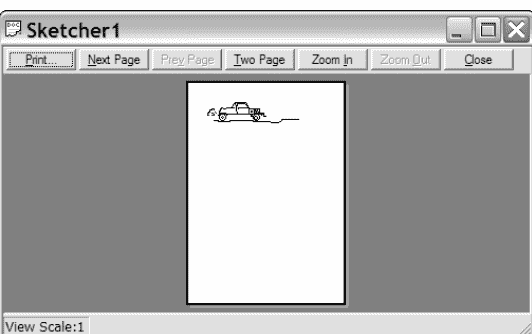 Sketcher1
Print... Next Page Prev Page Two Page Zoom In Zoom Out Close
View Scale:1